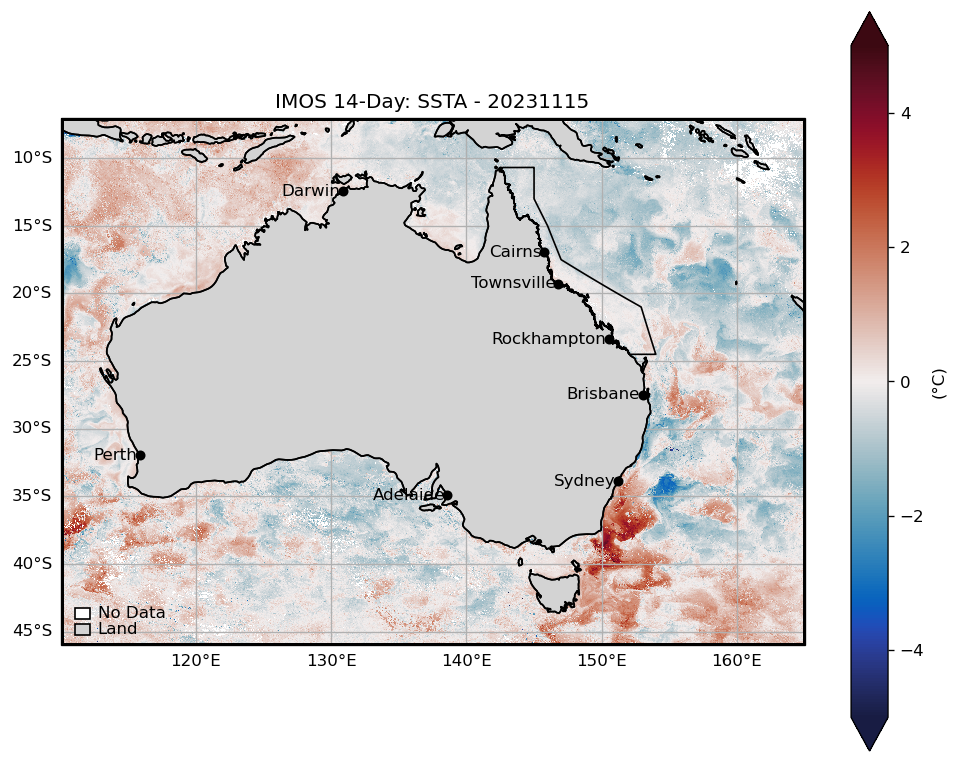 IMOS 14-Day: SSTA - 20231115
4
10°S
Darwin
15°S
2
Cairns
20°S
Townsville
Rockhampton
25°S
0
(°C)
Brisbane
30°S
Perth
Sydney
35°S
Adelaide
−2
40°S
No Data
Land
45°S
−4
120°E 130°E 140°E 150°E 160°E